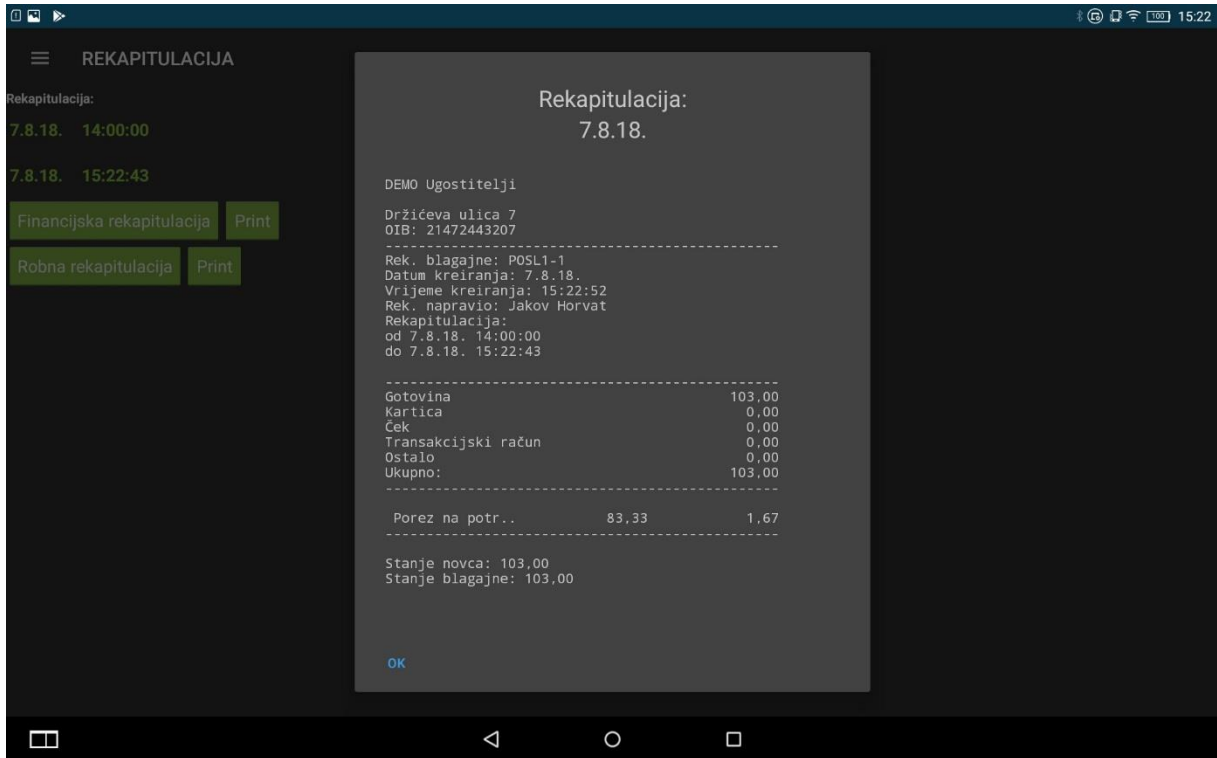 100 15:22
REKAPITULACIJA
Rekapitulacija:
7.8.18. 14:00:00
7.8.18. 15:22:43
Financijska rekapitulacija Print
Robna rekapitulacija Print
Rekapitulacija:
7.8.18.
DEMO Ugostitelji
Držićeva ulica 7
OIB: 21472443207
------------------------------------------------
Rek. blagajne: POSL1-1
Datum kreiranja: 7.8.18.
Vrijeme kreiranja: 15:22:52
Rek. napravio: Jakov Horvat
Rekapitulacija:
od 7.8.18. 14:00:00
do 7.8.18. 15:22:43
------------------------------------------------
Gotovina 103,00
Kartica 0,00
Ček 0,00
Transakcijski račun 0,00
Ostalo 0,00
Ukupno: 103,00
------------------------------------------------
Porez na potr.. 83,33 1,67
------------------------------------------------
Stanje novca: 103,00
Stanje blagajne: 103,00
OK